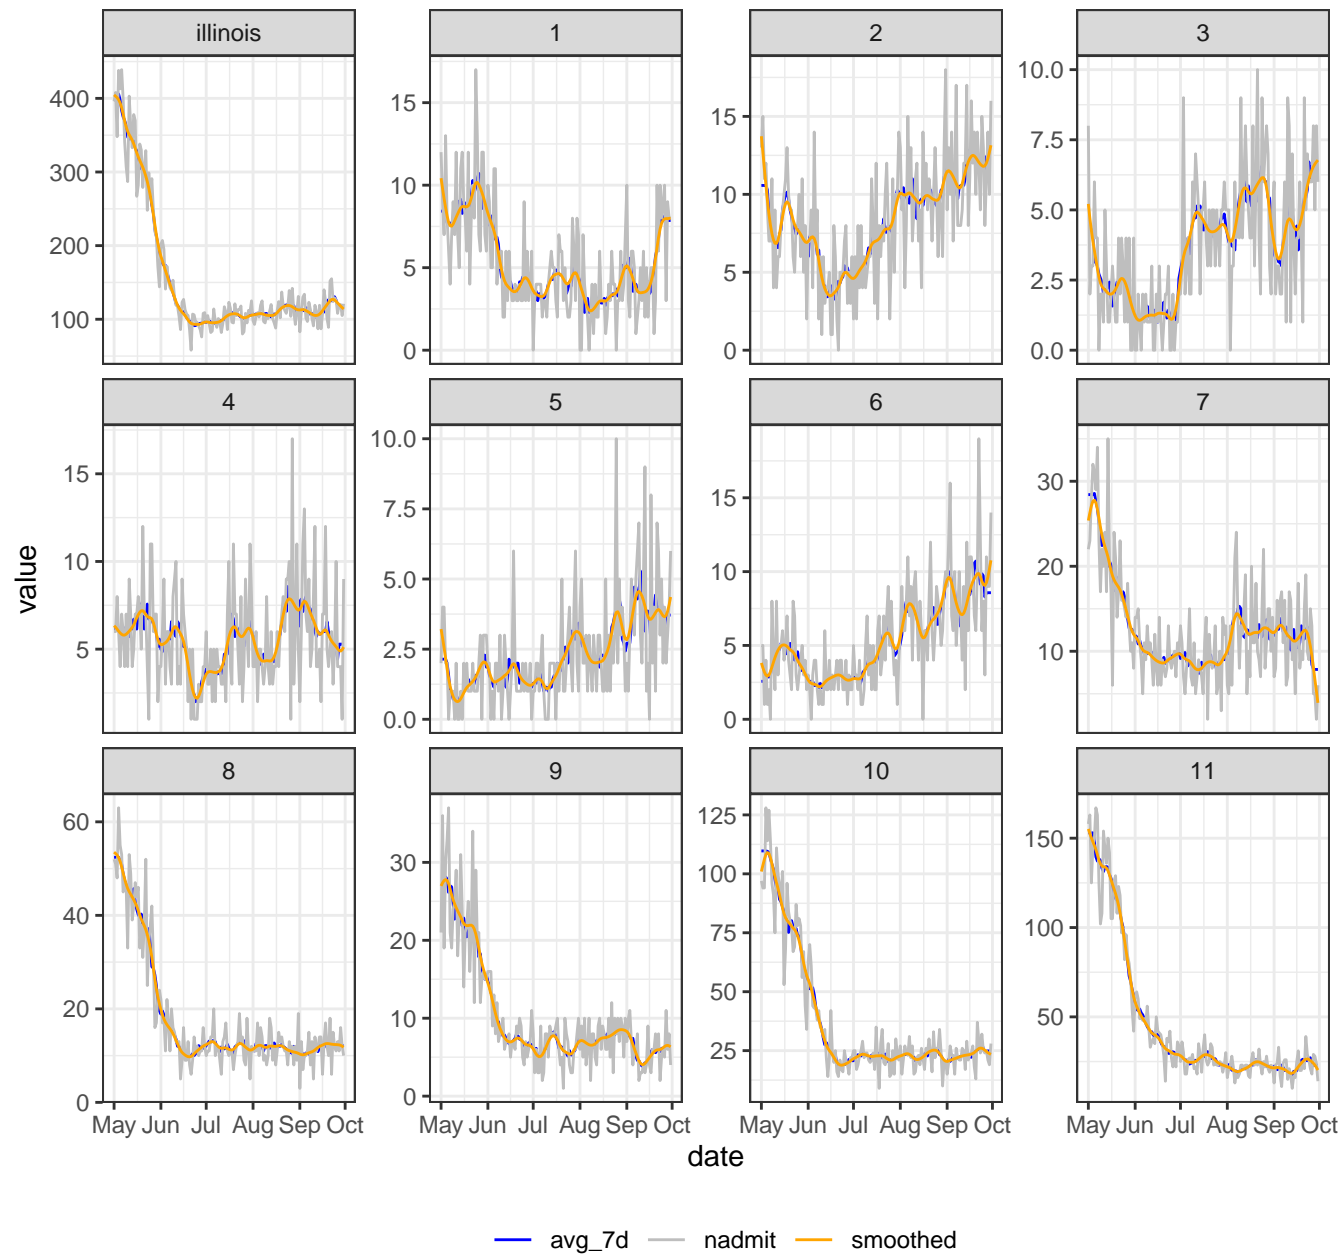 illinois 1 2 3
400 300 200 100
15 10 5 0
15 10 5 0
10.0 7.5 5.0 2.5 0.0
4 5 6 7
15 10 5
10.0 7.5 5.0 2.5 0.0
15 10 5 0
30 20 10
value
8 9 10 11
60 40 20 0
30 20 10 0
125 100 75 50 25
150 100 50
May Jun Jul Aug Sep Oct May Jun Jul Aug Sep Oct May Jun Jul Aug Sep Oct May Jun Jul Aug Sep Oct
date
avg_7d nadmit smoothed